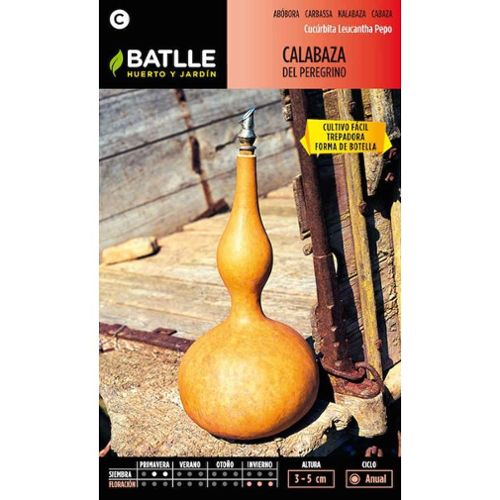 C
ABÓBORA CARBASSA KALABAZA CABAZA
Cucúrbita Leucantha Pepo
BATLLE
HUERTO Y JARDÍN
CALABAZA
DEL PEREGRINO
CULTIVO FÁCIL
TREPADORA
FORMA DE BOTELLA
PRIMAVERA VERANO OTOÑO INVIERNO
SIEMBRA
FLORACIÓN
ALTURA
3 - 5 cm
CICLO
Anual